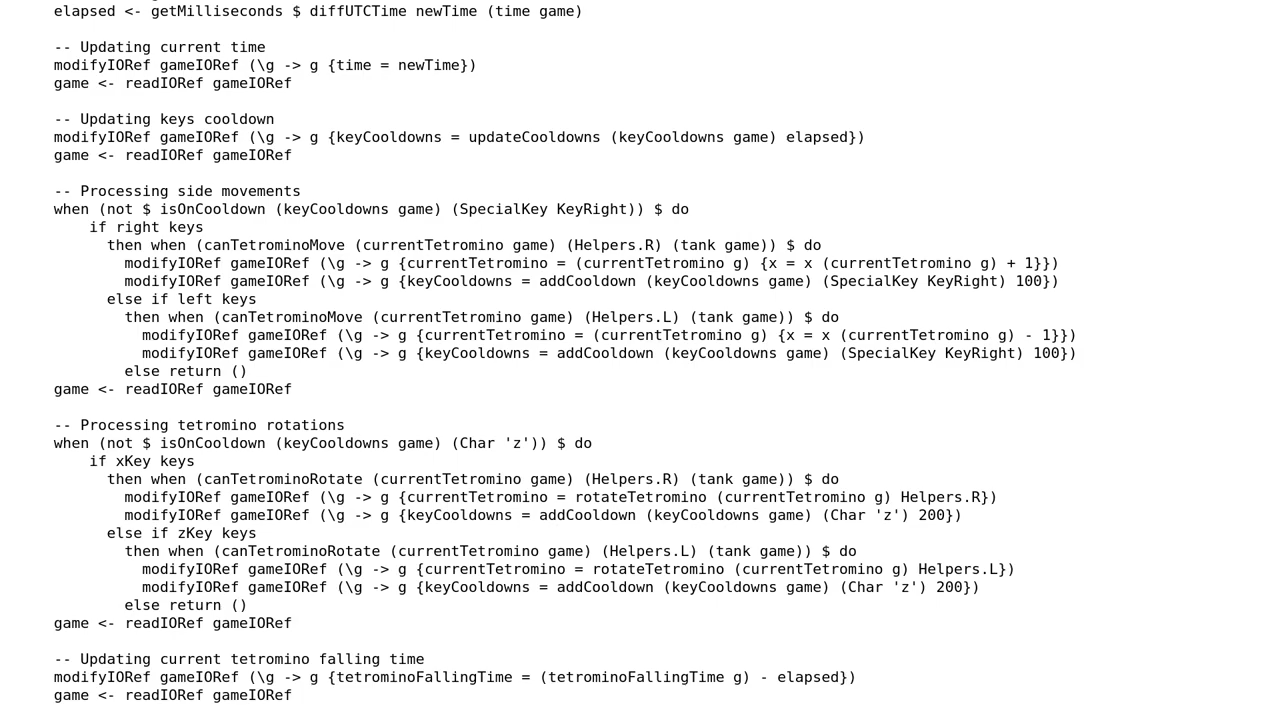 elapsed <- getMilliseconds $ diffUTCTime newTime (time game)

-- Updating current time
modifyIORef gameIORef (\g -> g {time = newTime})
game <- readIORef gameIORef

-- Updating keys cooldown
modifyIORef gameIORef (\g -> g {keyCooldowns = updateCooldowns (keyCooldowns game) elapsed})
game <- readIORef gameIORef

-- Processing side movements
when (not $ isOnCooldown (keyCooldowns game) (SpecialKey KeyRight)) $ do
    if right keys
      then when (canTetrominoMove (currentTetromino game) (Helpers.R) (tank game)) $ do
        modifyIORef gameIORef (\g -> g {currentTetromino = (currentTetromino g) {x = x (currentTetromino g) + 1}})
        modifyIORef gameIORef (\g -> g {keyCooldowns = addCooldown (keyCooldowns game) (SpecialKey KeyRight) 100})
      else if left keys
        then when (canTetrominoMove (currentTetromino game) (Helpers.L) (tank game)) $ do
          modifyIORef gameIORef (\g -> g {currentTetromino = (currentTetromino g) {x = x (currentTetromino g) - 1}})
          modifyIORef gameIORef (\g -> g {keyCooldowns = addCooldown (keyCooldowns game) (SpecialKey KeyRight) 100})
        else return ()
game <- readIORef gameIORef

-- Processing tetromino rotations
when (not $ isOnCooldown (keyCooldowns game) (Char 'z')) $ do
    if xKey keys
      then when (canTetrominoRotate (currentTetromino game) (Helpers.R) (tank game)) $ do
        modifyIORef gameIORef (\g -> g {currentTetromino = rotateTetromino (currentTetromino g) Helpers.R})
        modifyIORef gameIORef (\g -> g {keyCooldowns = addCooldown (keyCooldowns game) (Char 'z') 200})
      else if zKey keys
        then when (canTetrominoRotate (currentTetromino game) (Helpers.L) (tank game)) $ do
          modifyIORef gameIORef (\g -> g {currentTetromino = rotateTetromino (currentTetromino g) Helpers.L})
          modifyIORef gameIORef (\g -> g {keyCooldowns = addCooldown (keyCooldowns game) (Char 'z') 200})
        else return ()
game <- readIORef gameIORef

-- Updating current tetromino falling time
modifyIORef gameIORef (\g -> g {tetrominoFallingTime = (tetrominoFallingTime g) - elapsed})
game <- readIORef gameIORef